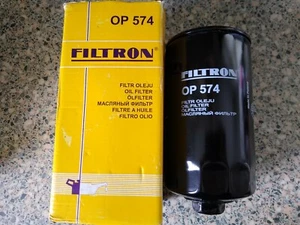 OP 574
FILTRON
FILTR OLEJU
OIL FILTER
ÖLFILTER
МАСЛЯНЫЙ ФИЛЬТР
FILTRE A HUILE
FILTRO OLIO
FILTRON
OP 574
FILTR OLEJU
OIL FILTER
ÖLFILTER
МАСЛЯНЫЙ ФИЛЬТР